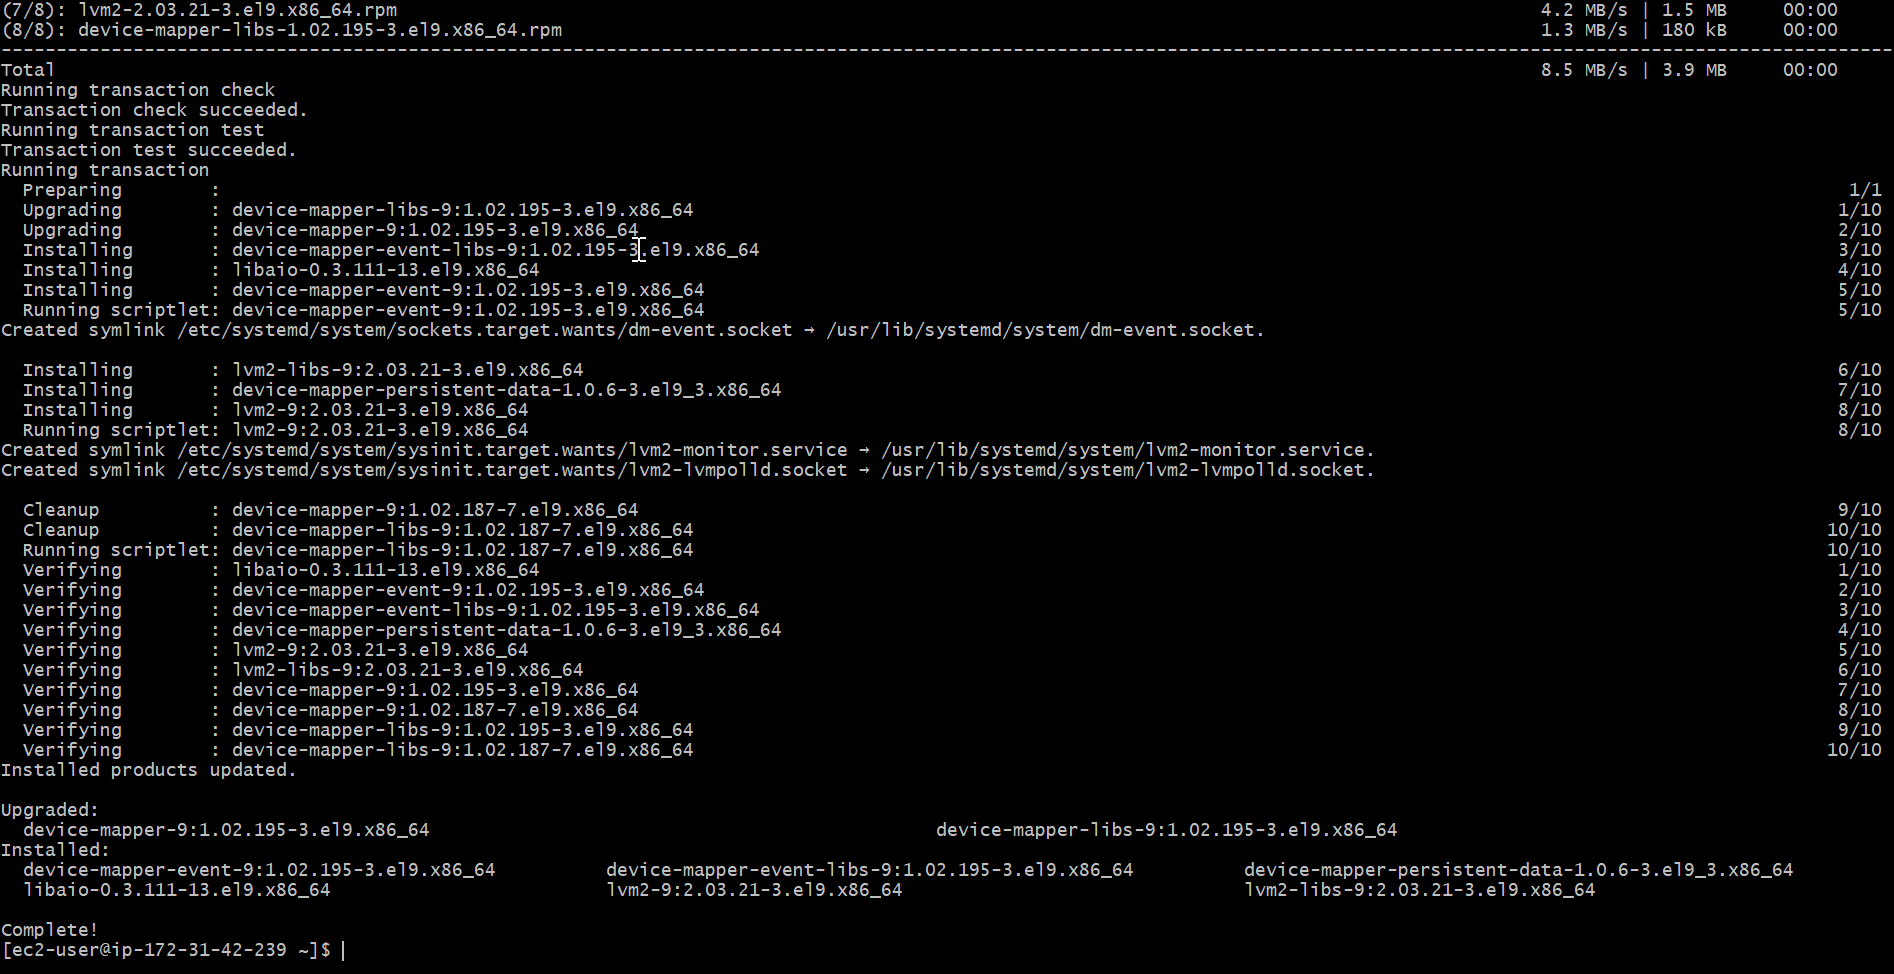 (7/8): lvm2-2.03.21-3.el9.x86_64.rpm 4.2 MB/s | 1.5 MB 00:00
(8/8): device-mapper-libs-1.02.195-3.el9.x86_64.rpm 1.3 MB/s | 180 kB 00:00
--------------------------------------------------------------------------------
Total 8.5 MB/s | 3.9 MB 00:00
Running transaction check
Transaction check succeeded.
Running transaction test
Transaction test succeeded.
Running transaction
Preparing : 1/1
Upgrading : device-mapper-libs-9:1.02.195-3.el9.x86_64 1/10
Upgrading : device-mapper-9:1.02.195-3.el9.x86_64 2/10
Installing : device-mapper-event-libs-9:1.02.195-3.el9.x86_64 3/10
Installing : libaio-0.3.111-13.el9.x86_64 4/10
Installing : device-mapper-event-9:1.02.195-3.el9.x86_64 5/10
Running scriptlet: device-mapper-event-9:1.02.195-3.el9.x86_64 5/10
Created symlink /etc/systemd/system/sockets.target.wants/dm-event.socket → /usr/lib/systemd/system/dm-event.socket.
Installing : lvm2-libs-9:2.03.21-3.el9.x86_64 6/10
Installing : device-mapper-persistent-data-1.0.6-3.el9_3.x86_64 7/10
Installing : lvm2-9:2.03.21-3.el9.x86_64 8/10
Running scriptlet: lvm2-9:2.03.21-3.el9.x86_64 8/10
Created symlink /etc/systemd/system/sysinit.target.wants/lvm2-monitor.service → /usr/lib/systemd/system/lvm2-monitor.service.
Created symlink /etc/systemd/system/sysinit.target.wants/lvm2-lvmpolld.socket → /usr/lib/systemd/system/lvm2-lvmpolld.socket.
Cleanup : device-mapper-9:1.02.187-7.el9.x86_64 9/10
Cleanup : device-mapper-libs-9:1.02.187-7.el9.x86_64 10/10
Running scriptlet: device-mapper-libs-9:1.02.187-7.el9.x86_64 10/10
Verifying : libaio-0.3.111-13.el9.x86_64 1/10
Verifying : device-mapper-event-9:1.02.195-3.el9.x86_64 2/10
Verifying : device-mapper-event-libs-9:1.02.195-3.el9.x86_64 3/10
Verifying : device-mapper-persistent-data-1.0.6-3.el9_3.x86_64 4/10
Verifying : lvm2-9:2.03.21-3.el9.x86_64 5/10
Verifying : lvm2-libs-9:2.03.21-3.el9.x86_64 6/10
Verifying : device-mapper-9:1.02.195-3.el9.x86_64 7/10
Verifying : device-mapper-9:1.02.187-7.el9.x86_64 8/10
Verifying : device-mapper-libs-9:1.02.195-3.el9.x86_64 9/10
Verifying : device-mapper-libs-9:1.02.187-7.el9.x86_64 10/10
Installed products updated.
Upgraded:
device-mapper-9:1.02.195-3.el9.x86_64 device-mapper-libs-9:1.02.195-3.el9.x86_64
Installed:
device-mapper-event-9:1.02.195-3.el9.x86_64 device-mapper-event-libs-9:1.02.195-3.el9.x86_64 device-mapper-persistent-data-1.0.6-3.el9_3.x86_64
libaio-0.3.111-13.el9.x86_64 lvm2-9:2.03.21-3.el9.x86_64 lvm2-libs-9:2.03.21-3.el9.x86_64
Complete!
[ec2-user@ip-172-31-42-239 ~]$